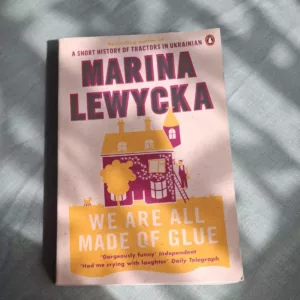 A SHORT HISTORY OF TRACTORS IN UKRAINIAN
MARINA
LEWYCKA
WE ARE ALL
MADE OF GLUE
'Gorgeously funny' Independent
'Had me crying with laughter' Daily Telegraph